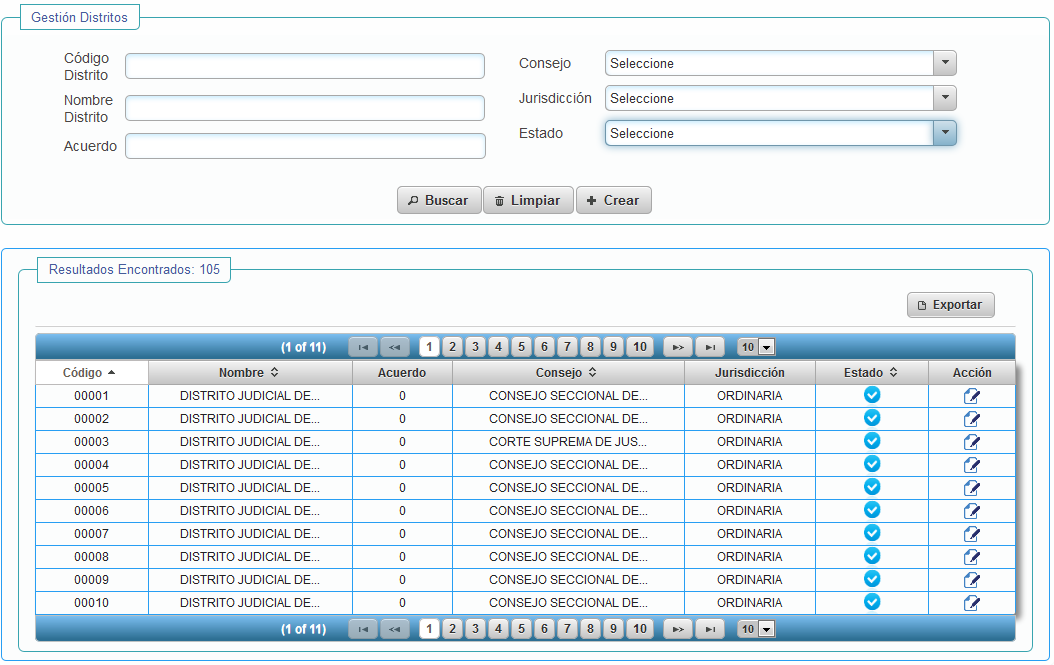 Gestión Distritos
Código Distrito
Consejo Seleccione
Nombre Distrito
Jurisdicción Seleccione
Acuerdo
Estado Seleccione
Buscar Limpiar Crear
Resultados Encontrados: 105
Exportar
(1 of 11) 1 2 3 4 5 6 7 8 9 10 10
Código Nombre Acuerdo Consejo Jurisdicción Estado Acción
00001 DISTRITO JUDICIAL DE... 0 CONSEJO SECCIONAL DE... ORDINARIA
00002 DISTRITO JUDICIAL DE... 0 CONSEJO SECCIONAL DE... ORDINARIA
00003 DISTRITO JUDICIAL DE... 0 CORTE SUPREMA DE JUS... ORDINARIA
00004 DISTRITO JUDICIAL DE... 0 CONSEJO SECCIONAL DE... ORDINARIA
00005 DISTRITO JUDICIAL DE... 0 CONSEJO SECCIONAL DE... ORDINARIA
00006 DISTRITO JUDICIAL DE... 0 CONSEJO SECCIONAL DE... ORDINARIA
00007 DISTRITO JUDICIAL DE... 0 CONSEJO SECCIONAL DE... ORDINARIA
00008 DISTRITO JUDICIAL DE... 0 CONSEJO SECCIONAL DE... ORDINARIA
00009 DISTRITO JUDICIAL DE... 0 CONSEJO SECCIONAL DE... ORDINARIA
00010 DISTRITO JUDICIAL DE... 0 CONSEJO SECCIONAL DE... ORDINARIA
(1 of 11) 1 2 3 4 5 6 7 8 9 10 10